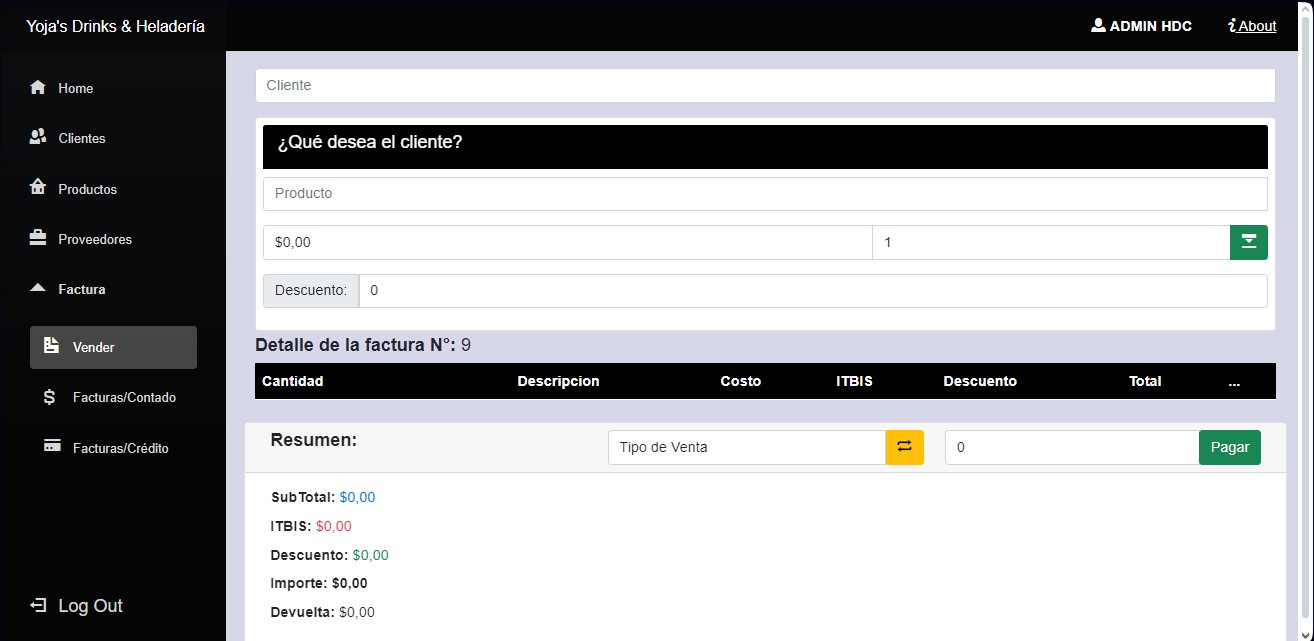 Yoja's Drinks & Heladería
ADMIN HDC
About
Home
Clientes
Productos
Proveedores
Factura
Vender
Facturas/Contado
Facturas/Crédito
Log Out
Cliente
¿Qué desea el cliente?
Producto
$0,00 1
Descuento: 0
Detalle de la factura N°: 9
Cantidad Descripcion Costo ITBIS Descuento Total ...
Resumen: Tipo de Venta 0 Pagar
SubTotal: $0,00
ITBIS: $0,00
Descuento: $0,00
Importe: $0,00
Devuelta: $0,00